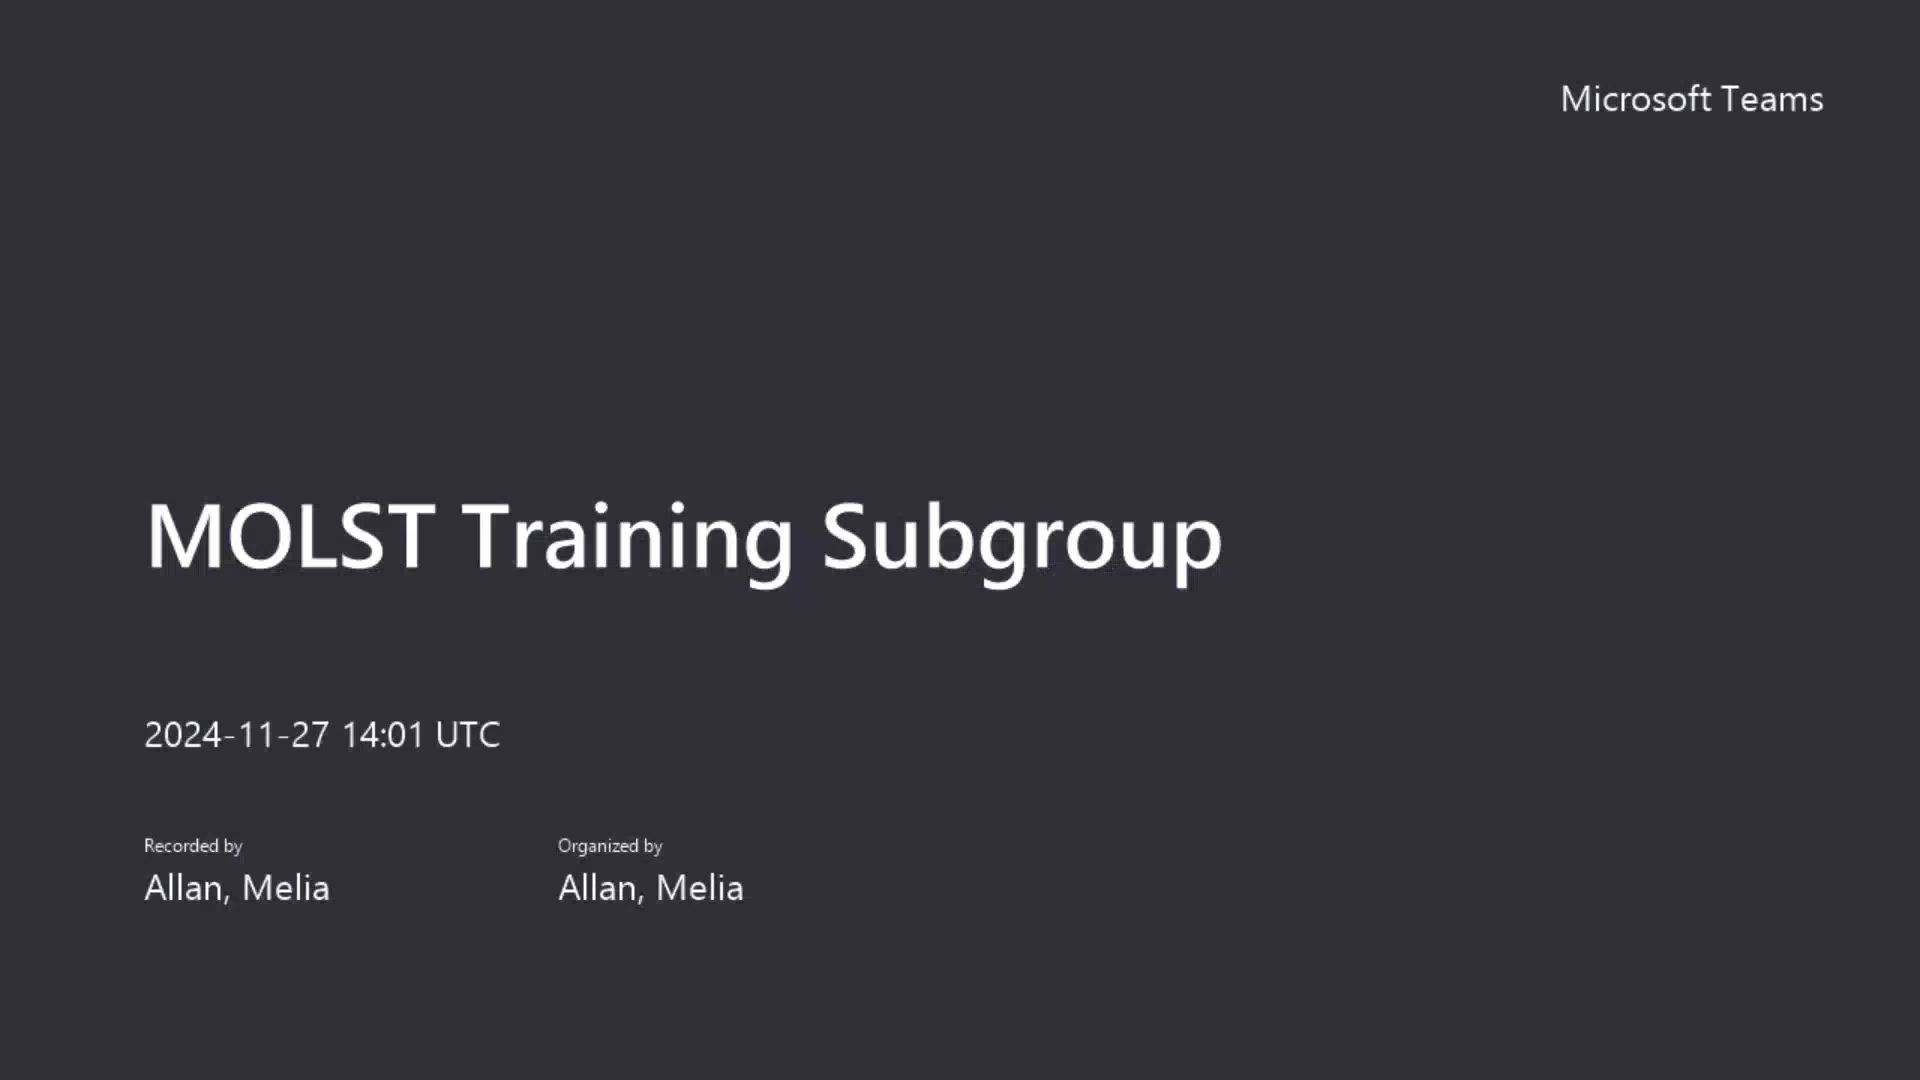 Microsoft Teams
MOLST Training Subgroup
2024-11-27 14:01 UTC
Recorded by
Allan, Melia
Organized by
Allan, Melia